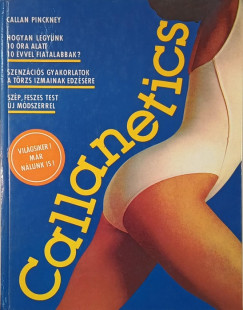 CALLAN PINCKNEY
HOGYAN LEGYÜNK
10 ÓRA ALATT
10 ÉVVEL FIATALABBAK?
SZENZÁCIÓS GYAKORLATOK
A TÖRZS IZMAINAK EDZÉSÉRE
SZÉP, FESZES TEST
ÚJ MÓDSZERREL
VILÁGSIKER!
MÁR
NÁLUNK IS!
Callanetics